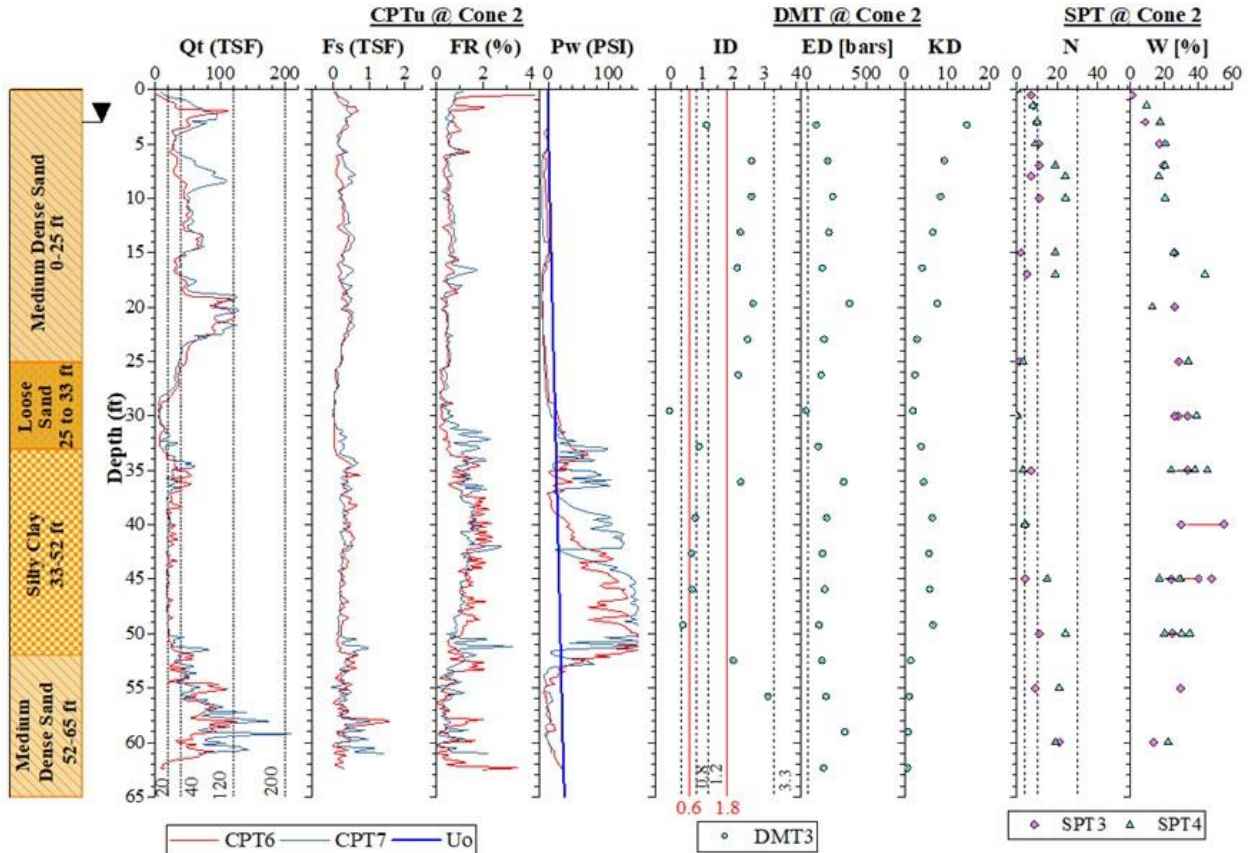 CPTu @ Cone 2 DMT @ Cone 2 SPT @ Cone 2
Qt (TSF) Fs (TSF) FR (%) Pw (PSI) ID ED [bars] KD N W [%]
0 100 200 0 1 2 0 2 4 0 100 0 1 2 3 40 500 0 10 20 0 20 40 0 20 40 60
0
5
10
15
20
25
30
35
40
45
50
55
60
65
Depth (ft)
Medium Dense Sand
0-25 ft
Loose
Sand
25 to 33 ft
Silty Clay
33-52 ft
Medium
Dense Sand
52-65 ft
20 40 120 200
0.8 1.2 3.3
0.6 1.8
CPT6 CPT7 Uo
DMT3
SPT3 SPT4